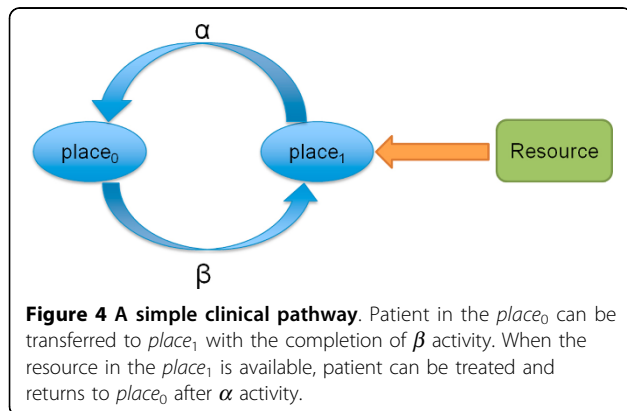 α
place₀
place₁
Resource
β
Figure 4 A simple clinical pathway. Patient in the place₀ can be
transferred to place₁ with the completion of β activity. When the
resource in the place₁ is available, patient can be treated and
returns to place₀ after α activity.